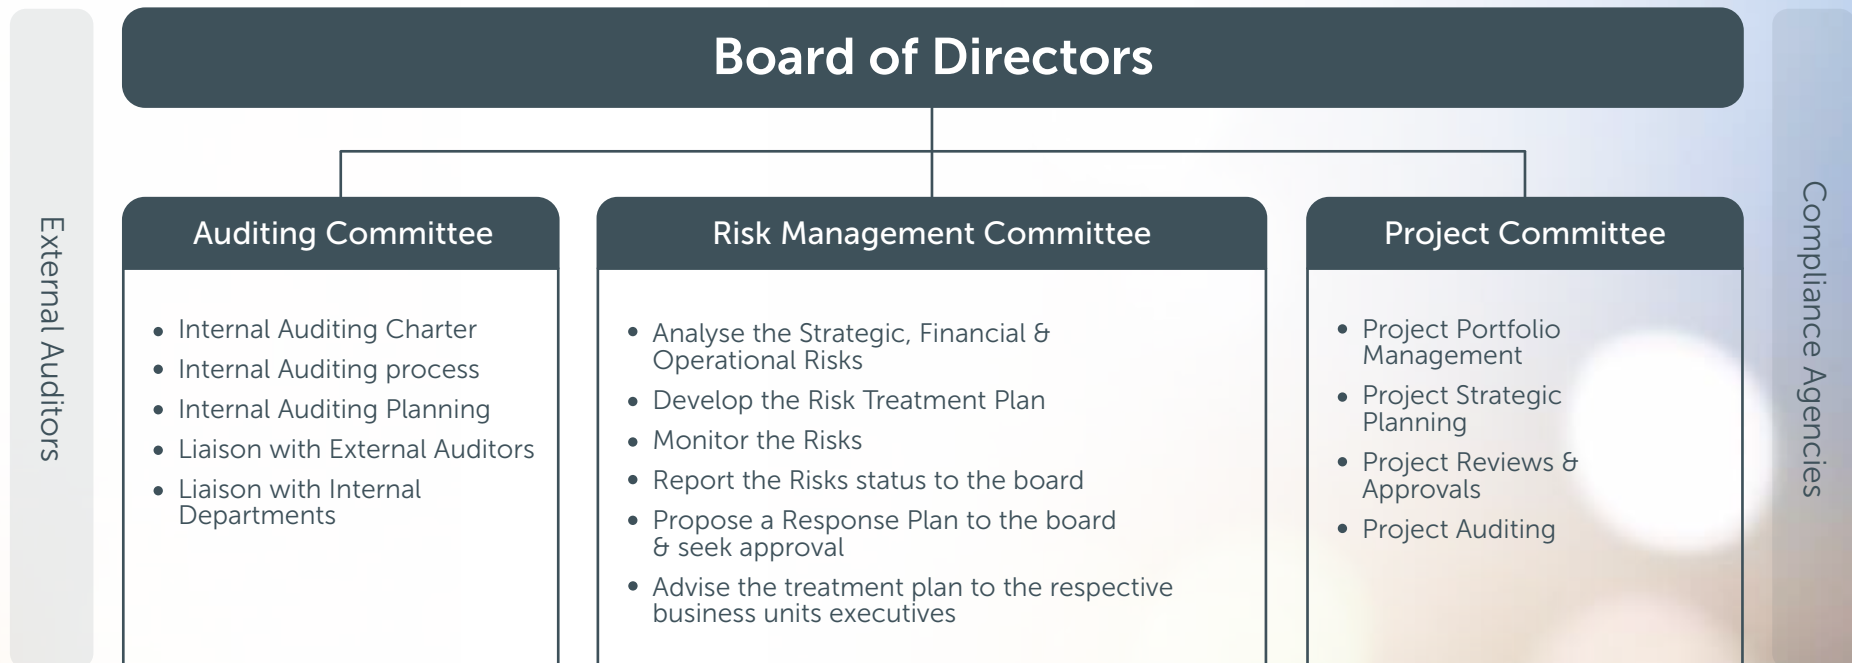 Board of Directors
External Auditors
Auditing Committee
• Internal Auditing Charter
• Internal Auditing process
• Internal Auditing Planning
• Liaison with External Auditors
• Liaison with Internal
Departments
Risk Management Committee
• Analyse the Strategic, Financial &
Operational Risks
• Develop the Risk Treatment Plan
• Monitor the Risks
• Report the Risks status to the board
• Propose a Response Plan to the board
& seek approval
• Advise the treatment plan to the respective
business units executives
Project Committee
• Project Portfolio
Management
• Project Strategic
Planning
• Project Reviews &
Approvals
• Project Auditing
Compliance Agencies